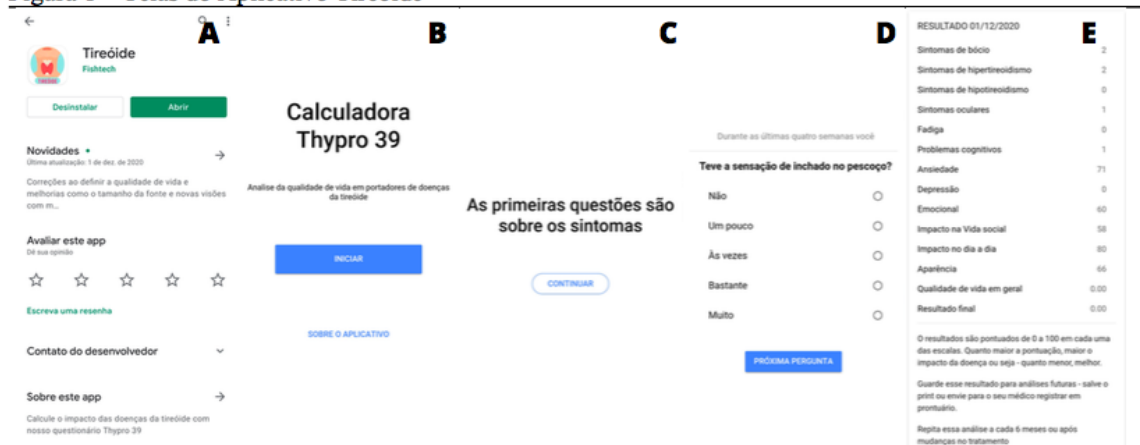 A
Tireóide
Fishtech
Desinstalar
Abrir
Novidades •
Última atualização: 1 de dez. de 2020
Correções ao definir a qualidade de vida e
melhorias como o tamanho da fonte e novas visões
com m...
Avaliar este app
Dê sua opinião
Escreva uma resenha
Contato do desenvolvedor
Sobre este app
Calcule o impacto das doenças da tireóide com
nosso questionário Thypro 39
B
Calculadora
Thypro 39
Analise da qualidade de vida em portadores de doenças
da tireóide
INICIAR
SOBRE O APLICATIVO
C
As primeiras questões são
sobre os sintomas
CONTINUAR
D
Durante as últimas quatro semanas você
Teve a sensação de inchado no pescoço?
Não
Um pouco
Às vezes
Bastante
Muito
PRÓXIMA PERGUNTA
E
RESULTADO 01/12/2020
Sintomas de bócio 2
Sintomas de hipertireoidismo 2
Sintomas de hipotireoidismo 0
Sintomas oculares 1
Fadiga 0
Problemas cognitivos 1
Ansiedade 71
Depressão 0
Emocional 60
Impacto na Vida social 58
Impacto no dia a dia 80
Aparência 66
Qualidade de vida em geral 0.00
Resultado final 0.00
O resultados são pontuados de 0 a 100 em cada uma
das escalas. Quanto maior a pontuação, maior o
impacto da doença ou seja - quanto menor, melhor.
Guarde esse resultado para análises futuras - salve o
print ou envie para o seu médico registrar em
prontuário.
Repita essa análise a cada 6 meses ou após
mudanças no tratamento